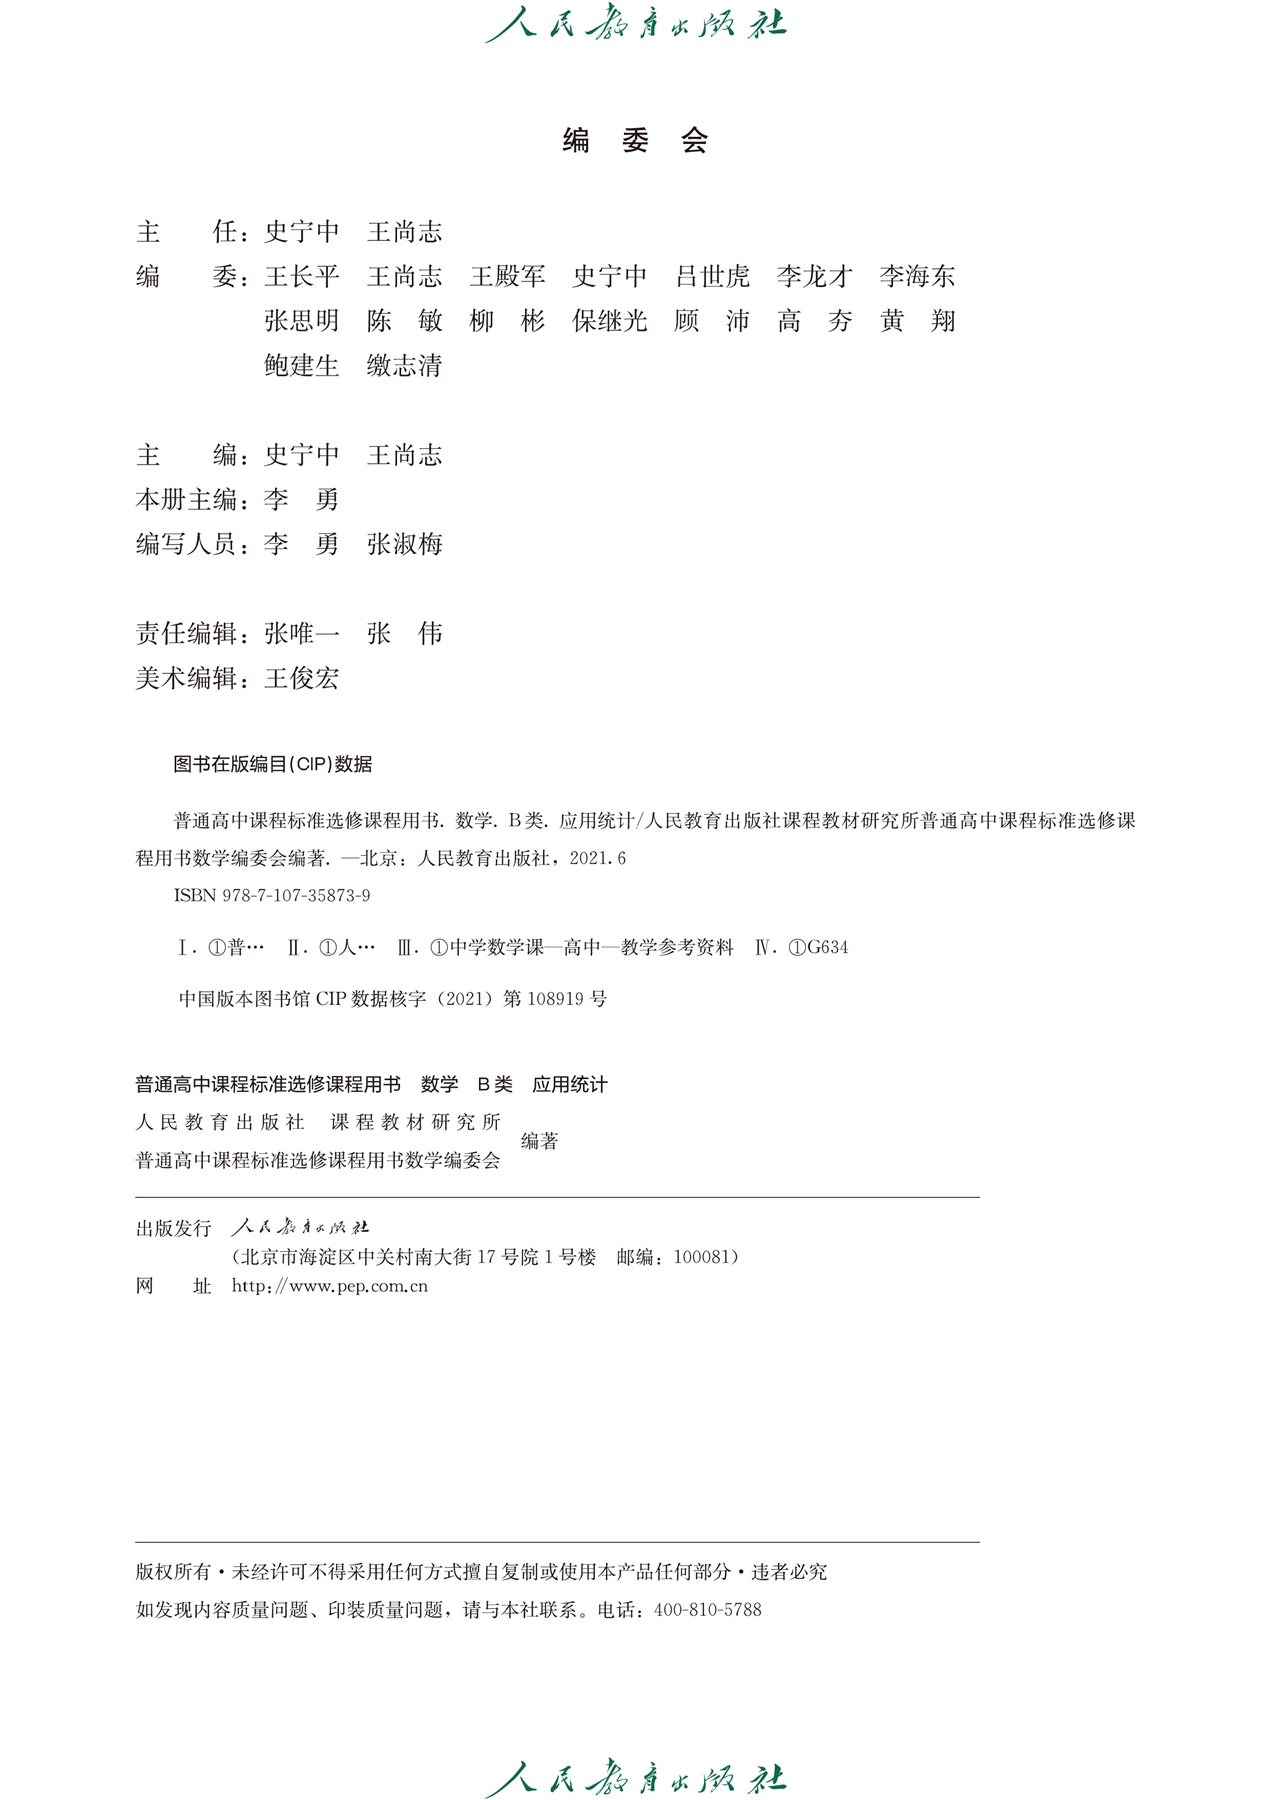 人民教育出版社
编 委 会
主　　任：史宁中　王尚志
编　　委：王长平　王尚志　王殿军　史宁中　吕世虎　李龙才　李海东
张思明　陈　敏　柳　彬　保继光　顾　沛　高　夯　黄　翔
鲍建生　缴志清
主　　编：史宁中　王尚志
本册主编：李　勇
编写人员：李　勇　张淑梅
责任编辑：张唯一　张　伟
美术编辑：王俊宏
图书在版编目(CIP)数据
普通高中课程标准选修课程用书. 数学. B类. 应用统计/人民教育出版社课程教材研究所普通高中课程标准选修课
程用书数学编委会编著. —北京：人民教育出版社，2021.6
ISBN 978-7-107-35873-9
Ⅰ. ①普… Ⅱ. ①人… Ⅲ. ①中学数学课—高中—教学参考资料 Ⅳ. ①G634
中国版本图书馆 CIP 数据核字（2021）第 108919 号
普通高中课程标准选修课程用书　数学　B 类　应用统计
人民教育出版社　课程教材研究所
普通高中课程标准选修课程用书数学编委会
编著
出版发行　人民教育出版社
（北京市海淀区中关村南大街 17 号院 1 号楼　邮编：100081）
网　　址　http://www.pep.com.cn
版权所有·未经许可不得采用任何方式擅自复制或使用本产品任何部分·违者必究
如发现内容质量问题、印装质量问题，请与本社联系。电话：400-810-5788
人民教育出版社